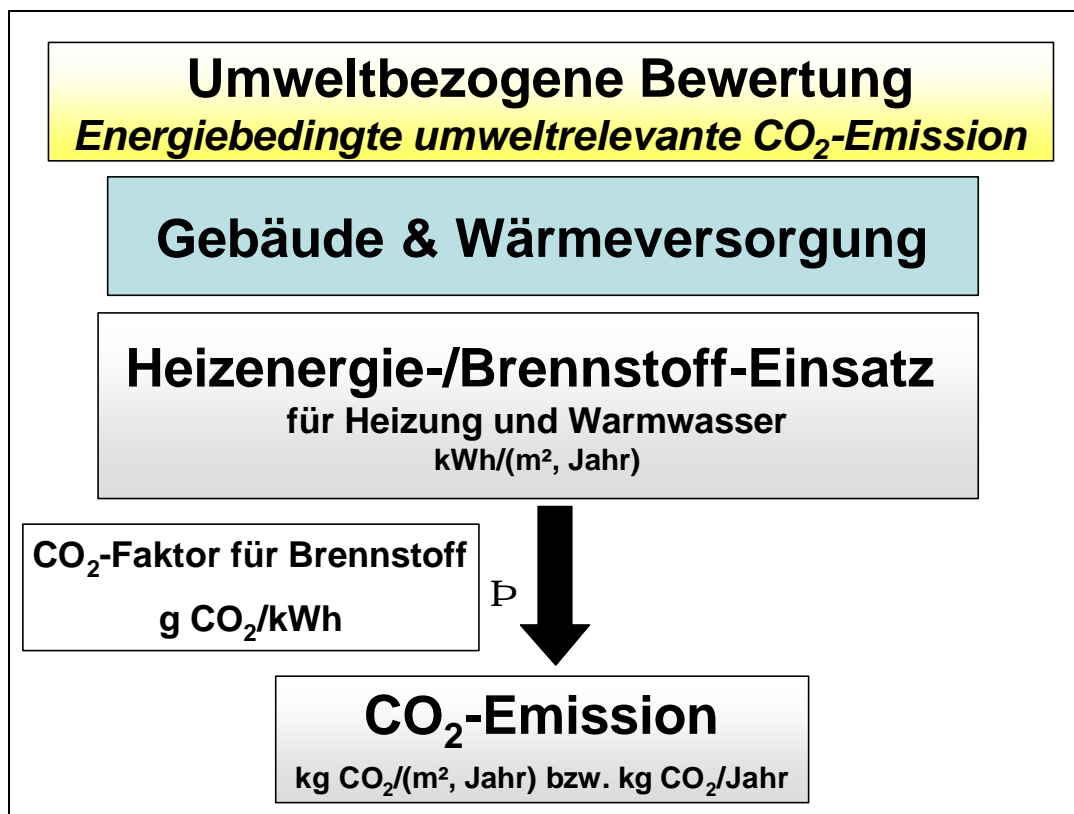 Umweltbezogene Bewertung
Energiebedingte umweltrelevante CO₂-Emission
Gebäude & Wärmeversorgung
Heizenergie-/Brennstoff-Einsatz
für Heizung und Warmwasser
kWh/(m², Jahr)
CO₂-Faktor für Brennstoff
g CO₂/kWh
Þ
CO₂-Emission
kg CO₂/(m², Jahr) bzw. kg CO₂/Jahr